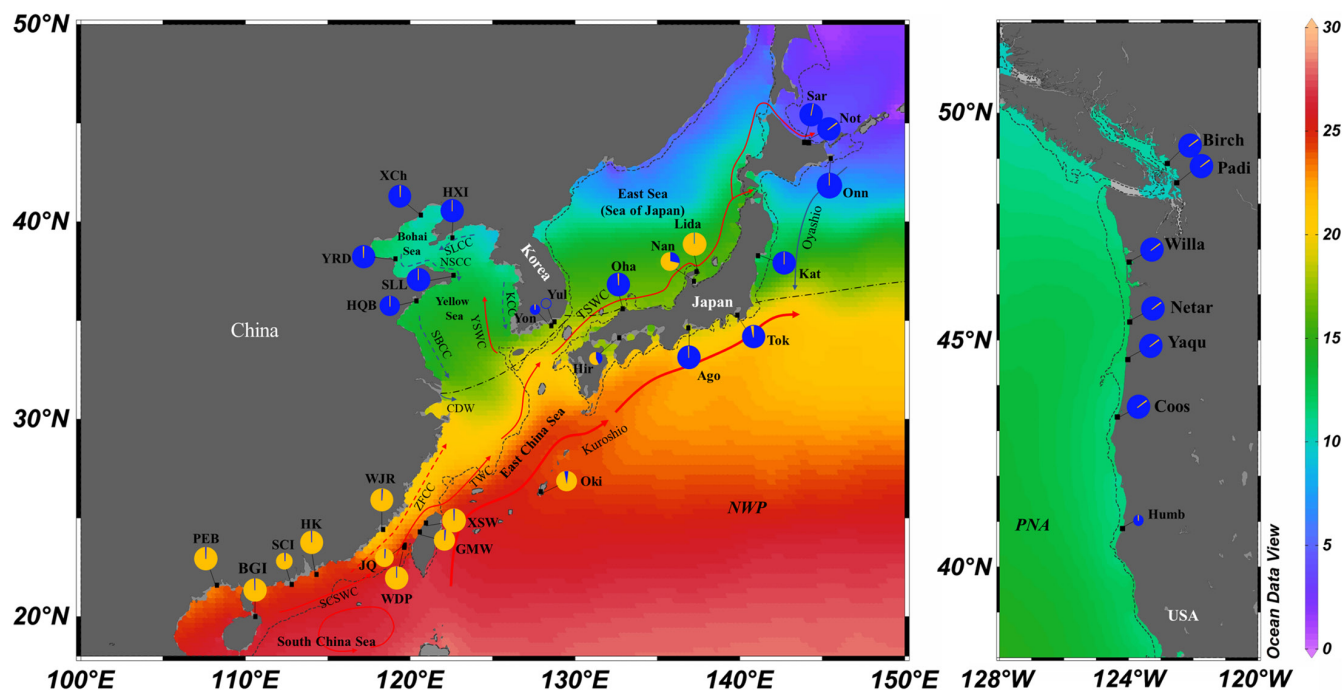 50°N
40°N
30°N
20°N
100°E
110°E
120°E
130°E
140°E
150°E
China
Korea
Japan
XCh
HXI
YRD
SLL
HQB
Bohai
Sea
SLCC
NSCC
Yellow
Sea
SBCC
YSWC
KCC
CDW
Yul
Yon
TSWC
East Sea
(Sea of Japan)
Lida
Nan
Oha
Hir
Ago
Tok
Kat
Oyashio
Sar
Not
Onn
East China Sea
Kuroshio
Oki
NWP
ZFCC
TWC
WJR
XSW
GMW
JQ
WDP
HK
SCI
PEB
BGI
SCSWC
South China Sea
50°N
45°N
40°N
128°W
124°W
120°W
Birch
Padi
Willa
Netar
Yaqu
Coos
Humb
PNA
USA
Ocean Data View
30
25
20
15
10
5
0